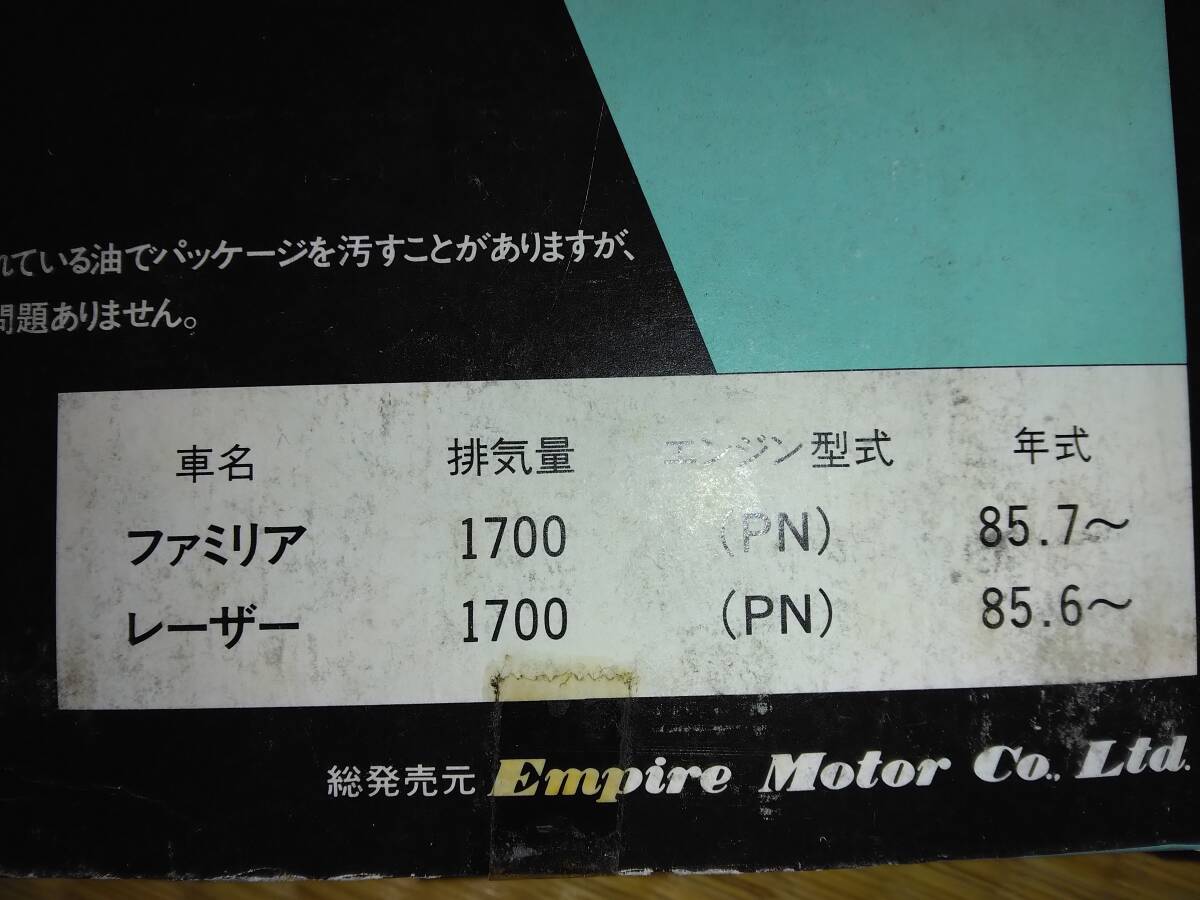 れている油でパッケージを汚すことがありますが、
問題ありません。
車名 排気量 エンジン型式 年式
ファミリア 1700 (PN) 85.7～
レーザー 1700 (PN) 85.6～
総発売元 Empire Motor Co., Ltd.